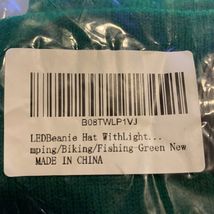 B08TWLP1VJ
LEDBeanie Hat WithLight...
mping/Biking/Fishing-Green New
MADE IN CHINA